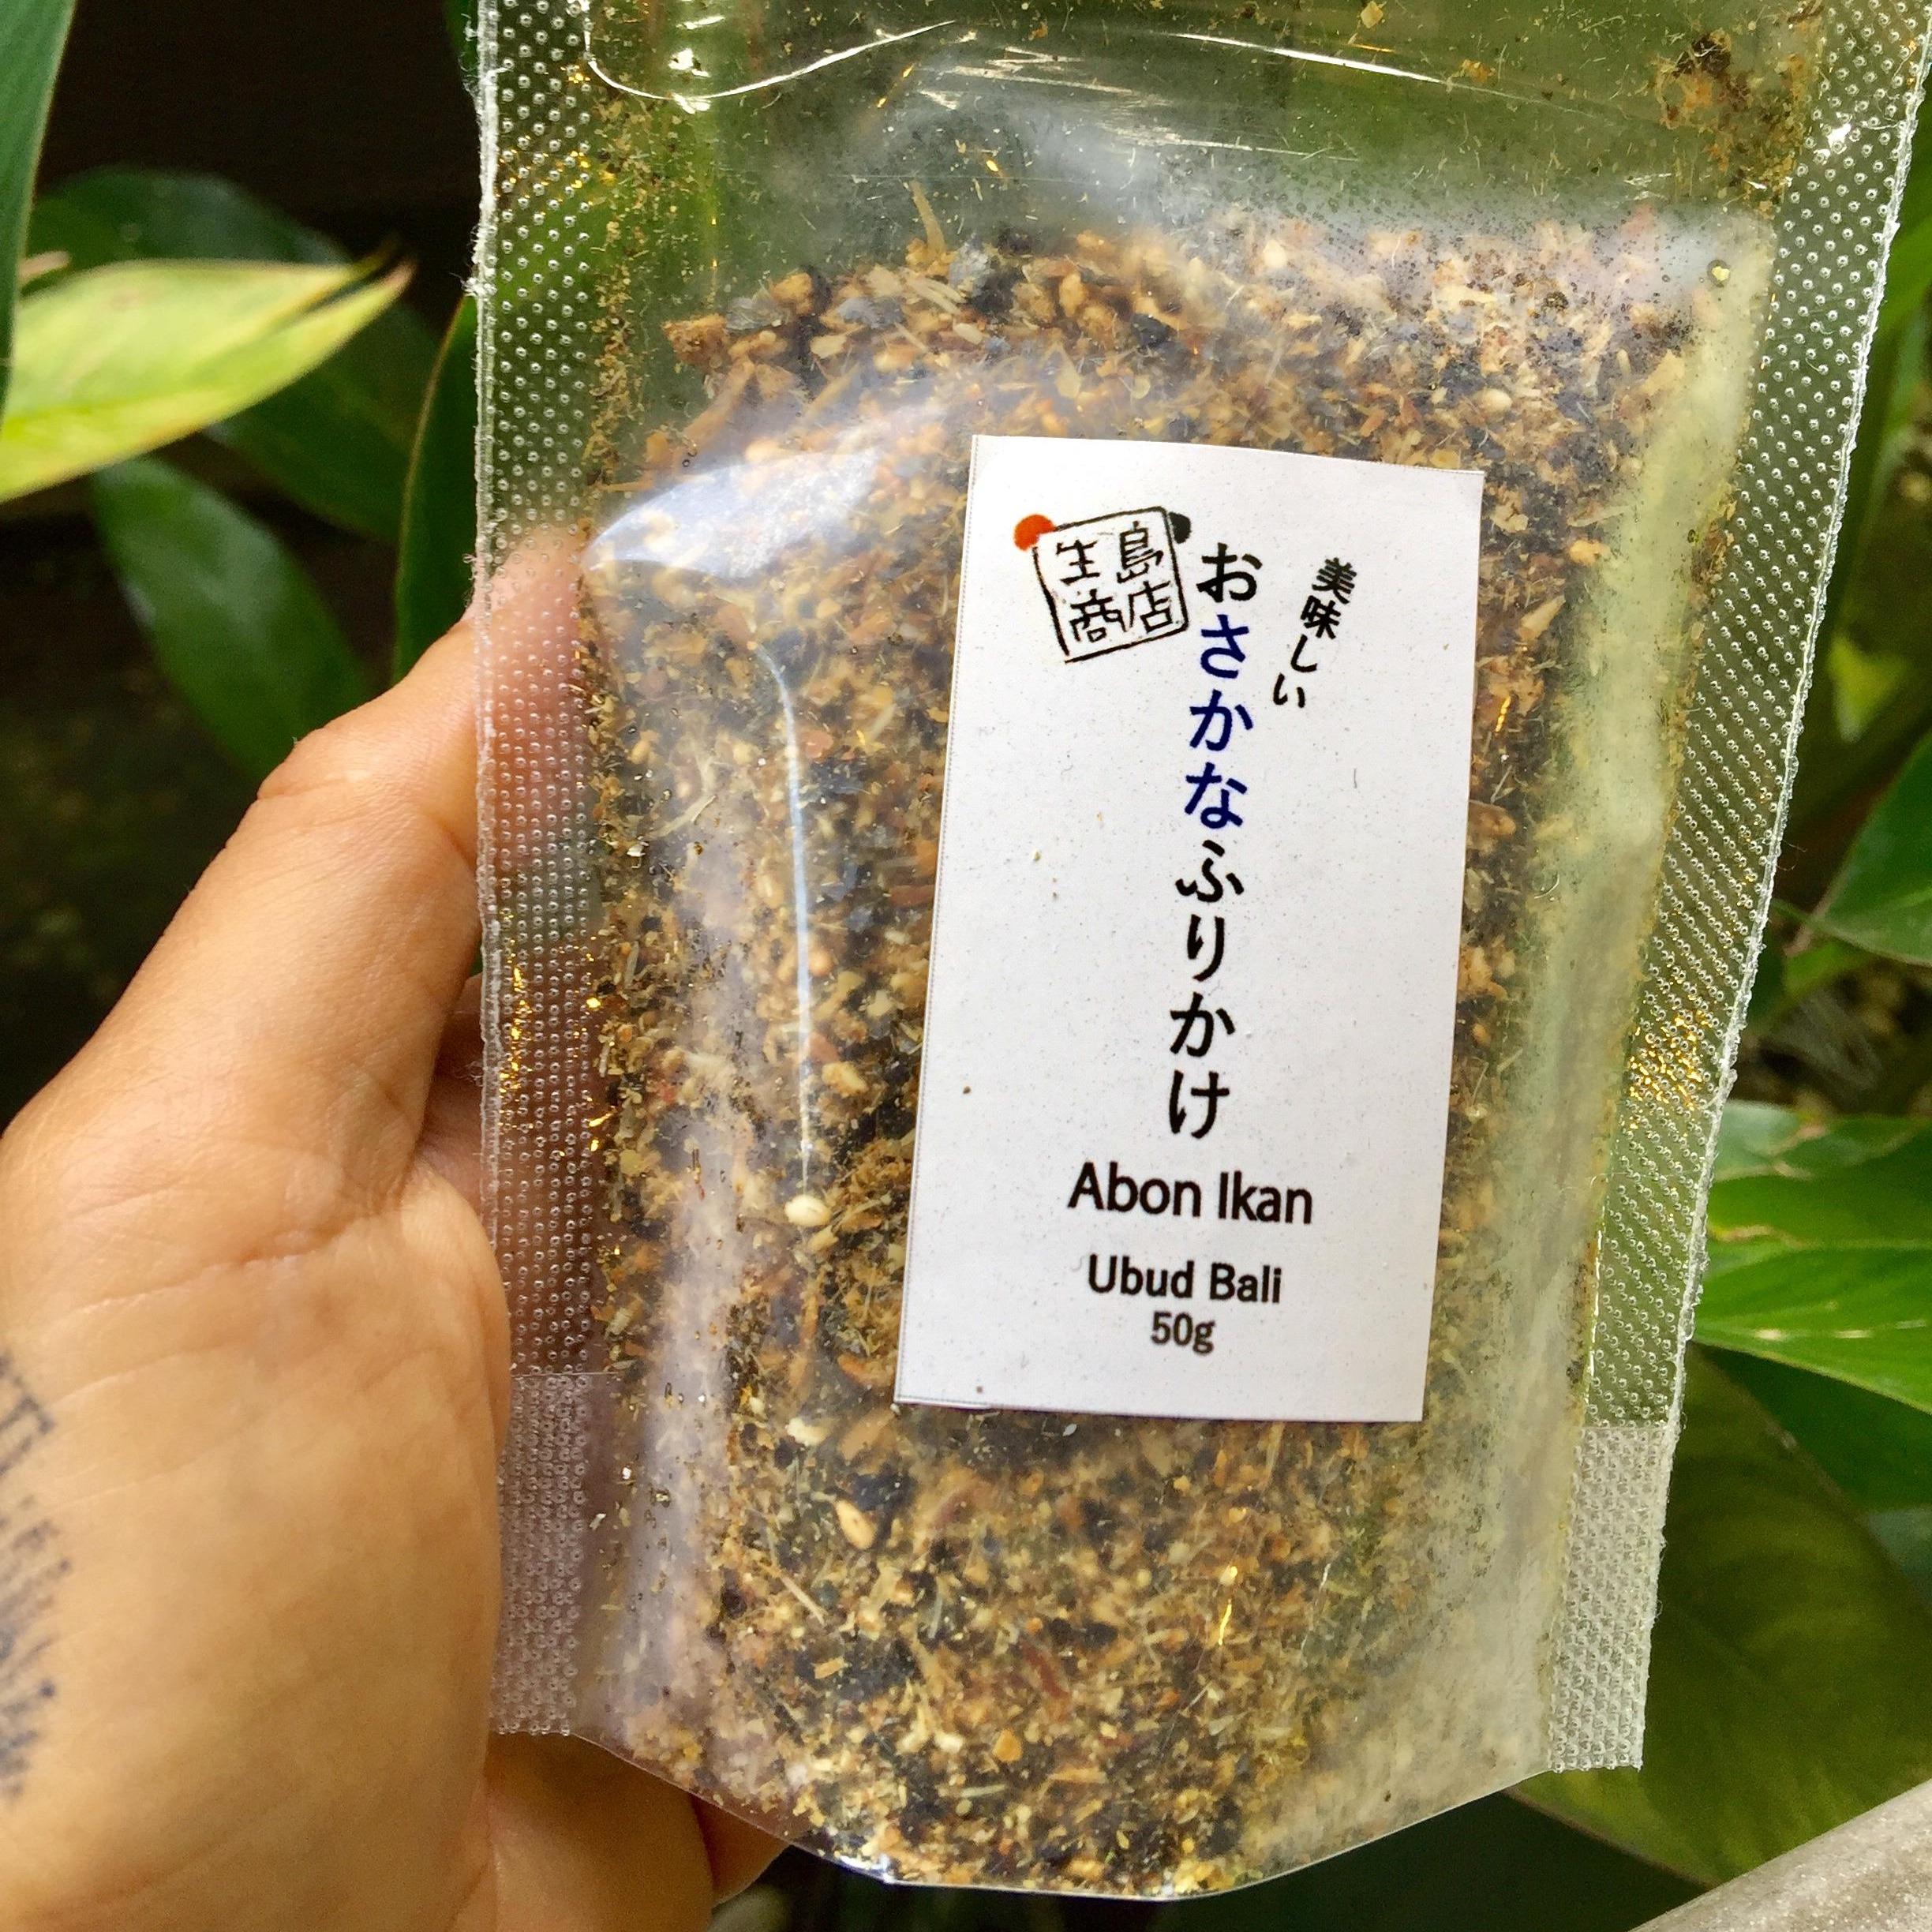 美味しい
おさかなふりかけ
生島
商店
Abon Ikan
Ubud Bali
50g